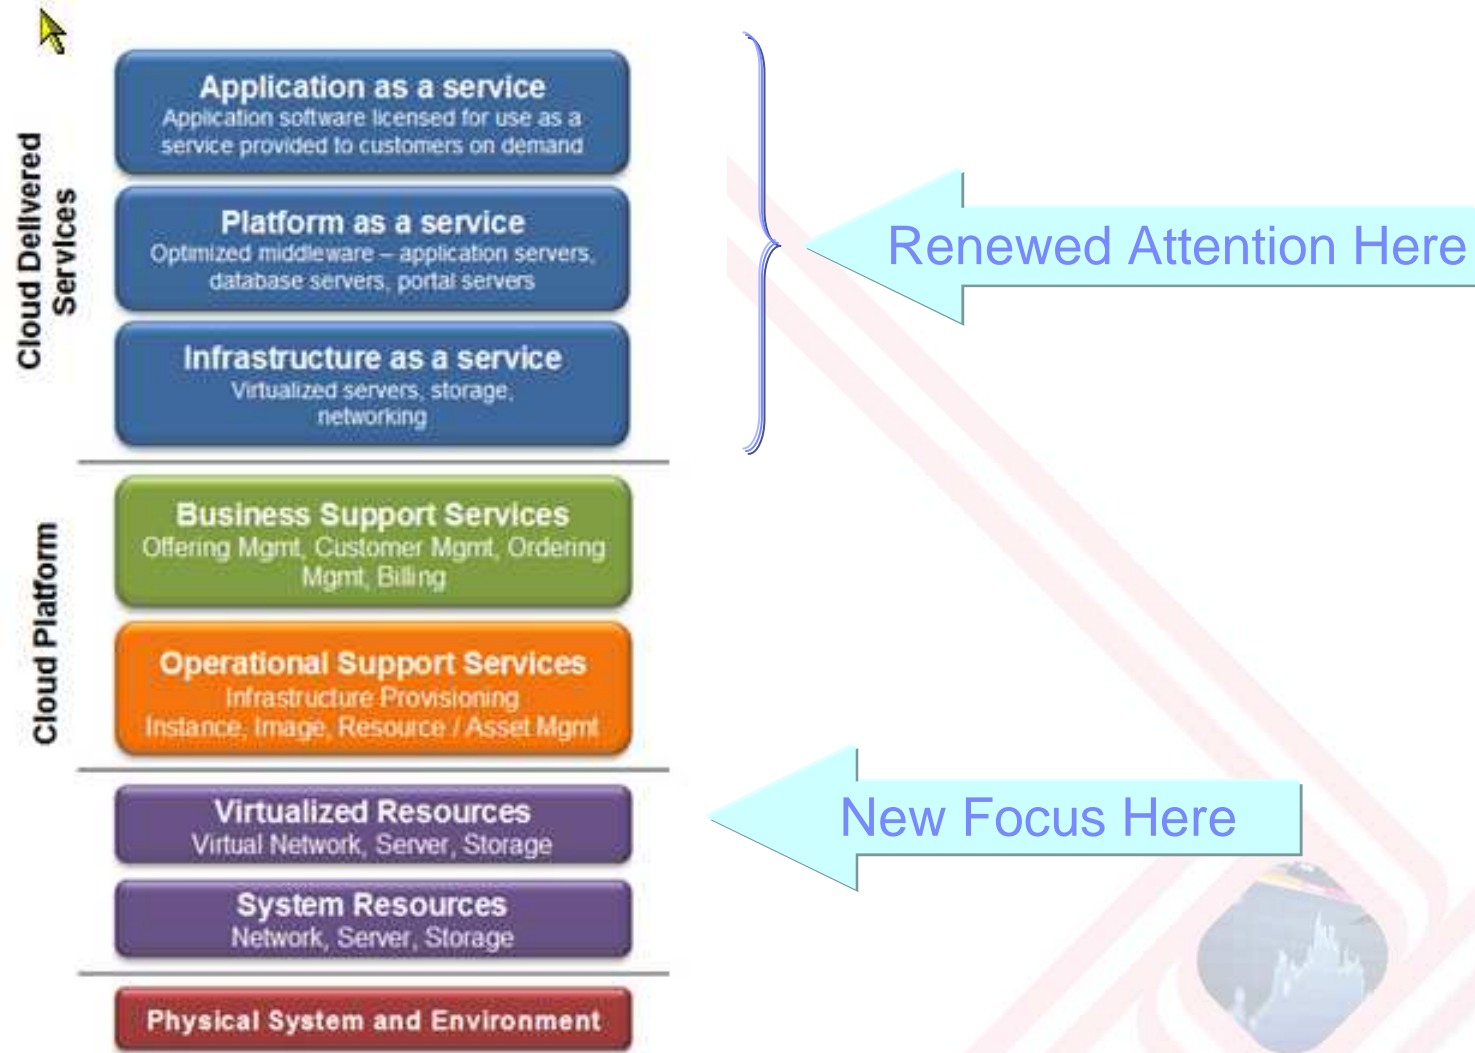 Cloud Delivered
Services
Application as a service
Application software licensed for use as a
service provided to customers on demand
Platform as a service
Optimized middleware – application servers,
database servers, portal servers
Infrastructure as a service
Virtualized servers, storage,
networking
Renewed Attention Here
Cloud Platform
Business Support Services
Offering Mgmt, Customer Mgmt, Ordering
Mgmt, Billing
Operational Support Services
Infrastructure Provisioning
Instance, Image, Resource / Asset Mgmt
Virtualized Resources
Virtual Network, Server, Storage
New Focus Here
System Resources
Network, Server, Storage
Physical System and Environment